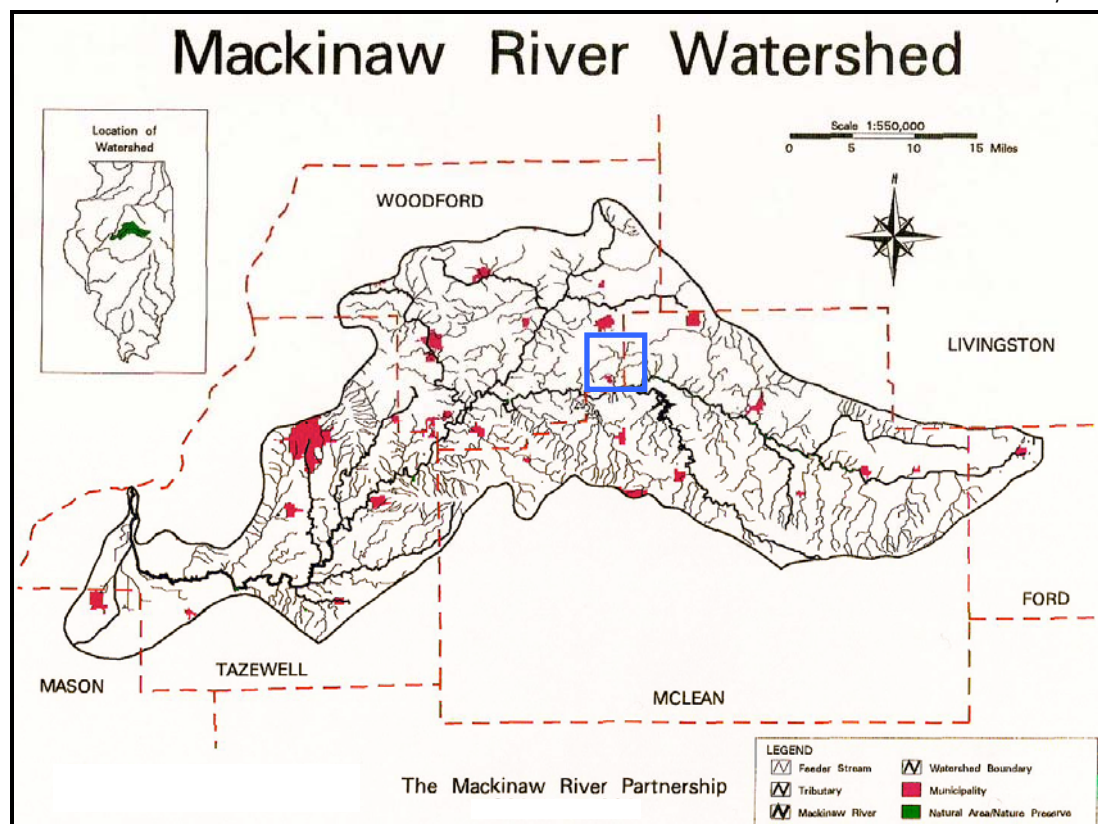 Mackinaw River Watershed
Location of
Watershed
Scale 1:550,000
0 5 10 15 Miles
N
WOODFORD
LIVINGSTON
FORD
MASON
TAZEWELL
MCLEAN
The Mackinaw River Partnership
LEGEND
Feeder Stream
Watershed Boundary
Tributary
Municipality
Mackinaw River
Natural Area/Nature Preserve